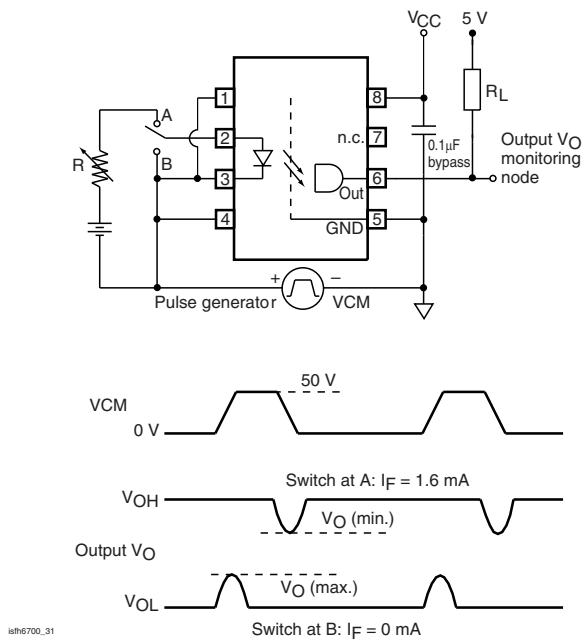 VCC 5 V
A
B
R
1
2
3
4
8
7
6
5
n.c.
Out
GND
0.1μF
bypass
RL
Output VO
monitoring
node
+ −
Pulse generator VCM
VCM
50 V
0 V
Switch at A: IF = 1.6 mA
VOH
VO (min.)
Output VO
VO (max.)
VOL
Switch at B: IF = 0 mA
isfh6700_31